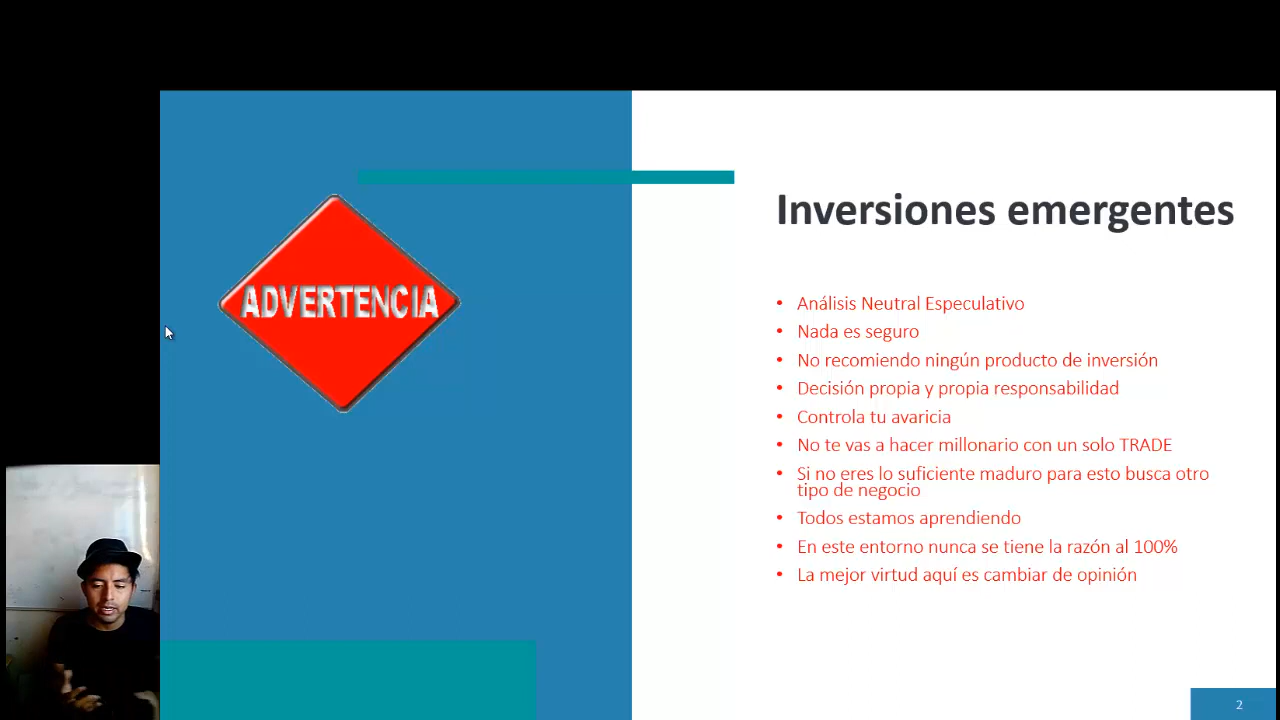 ADVERTENCIA
Inversiones emergentes
• Análisis Neutral Especulativo
• Nada es seguro
• No recomiendo ningún producto de inversión
• Decisión propia y propia responsabilidad
• Controla tu avaricia
• No te vas a hacer millonario con un solo TRADE
• Si no eres lo suficiente maduro para esto busca otro
tipo de negocio
• Todos estamos aprendiendo
• En este entorno nunca se tiene la razón al 100%
• La mejor virtud aquí es cambiar de opinión
2